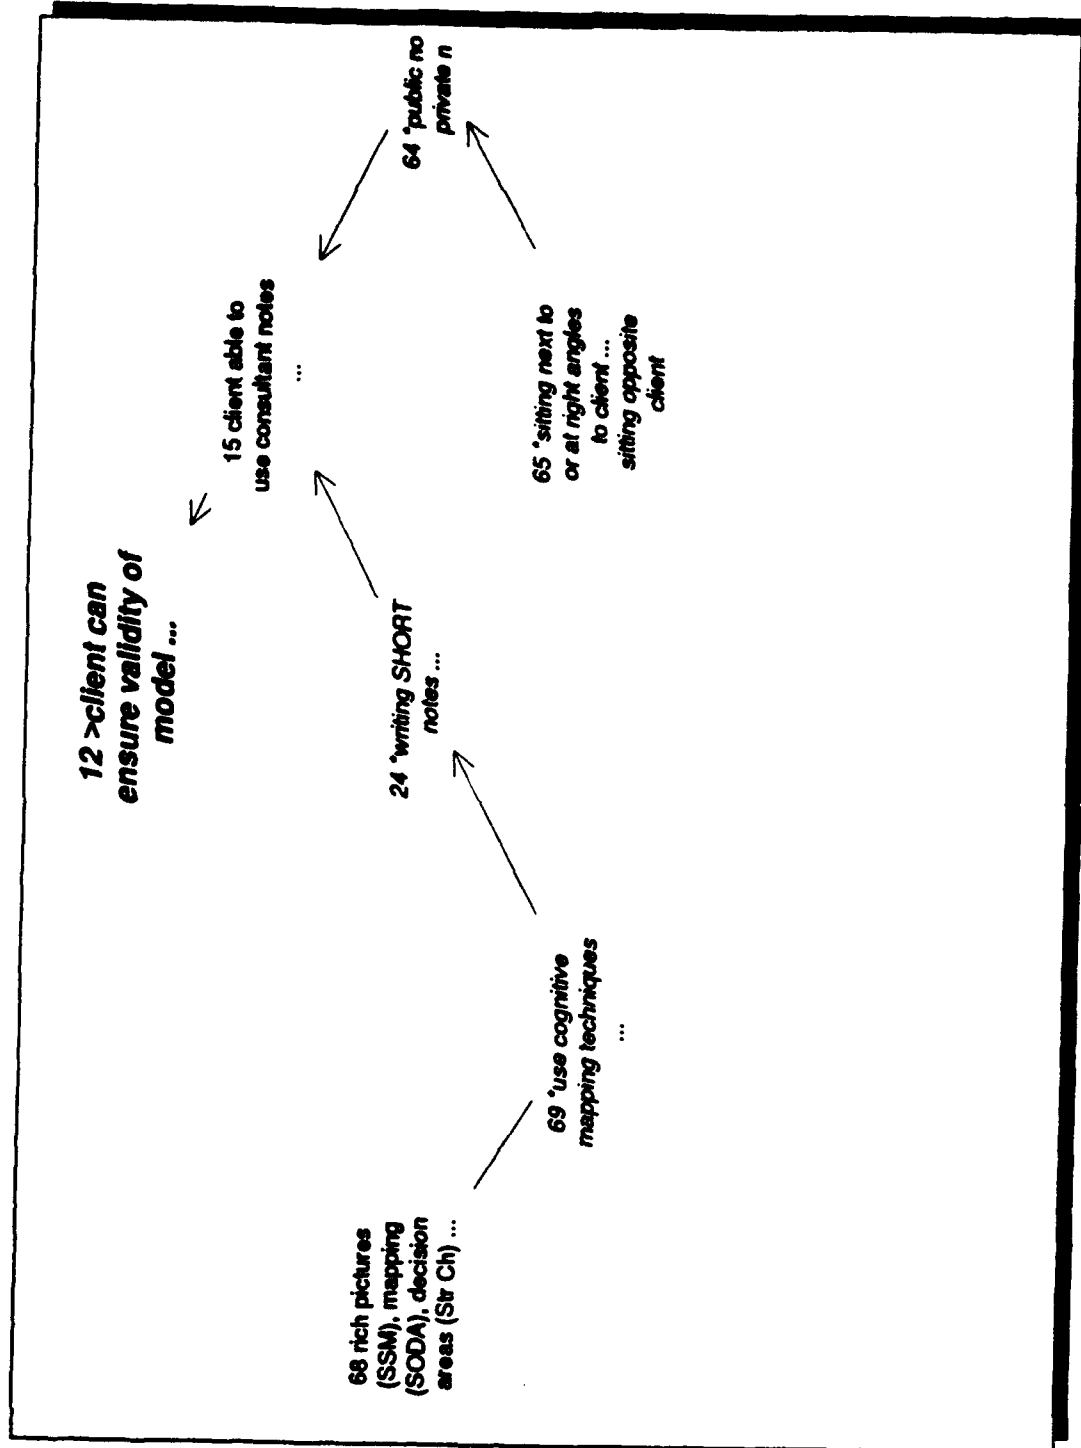 12 >client can
ensure validity of
model ...
15 client able to
use consultant notes
...
68 rich pictures
(SSM), mapping
(SODA), decision
areas (Str Ch) ...
24 *writing SHORT
notes ...
64 *public no
private n
65 *sitting next to
or at right angles
to client ...
sitting opposite
client
69 *use cognitive
mapping techniques
...